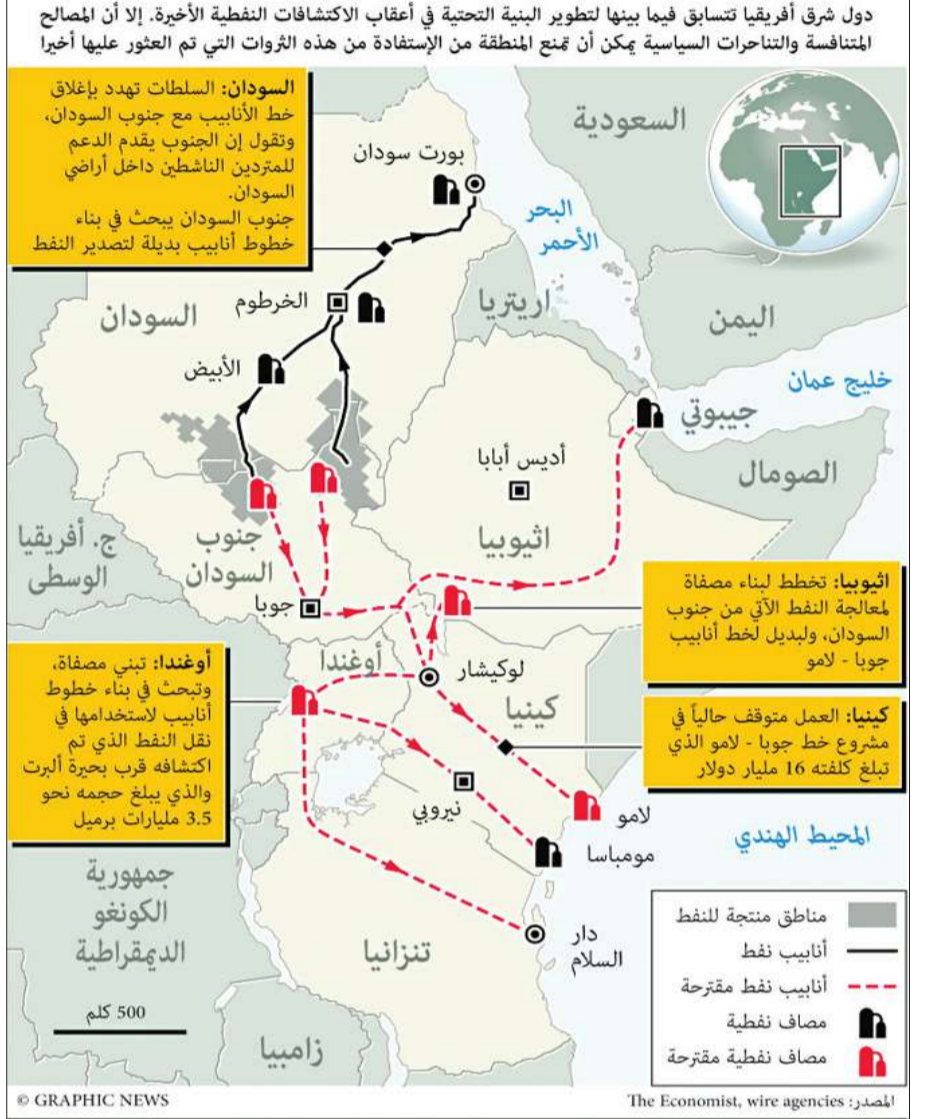 دول شرق أفريقيا تتسابق فيما بينها لتطوير البنية التحتية في أعقاب الاكتشافات النفطية الأخيرة. إلا أن المصالح
المتنافسة والتناحرات السياسية يمكن أن تمنع المنطقة من الإستفادة من هذه الثروات التي تم العثور عليها أخيرا
السودان: السلطات تهدد بإغلاق
خط الأنابيب مع جنوب السودان،
وتقول إن الجنوب يقدم الدعم
للمتردين الناشطين داخل أراضي
السودان.
جنوب السودان يبحث في بناء
خطوط أنابيب بديلة لتصدير النفط
السعودية
بورت سودان
البحر
الأحمر
الخرطوم
السودان
اريتريا
اليمن
الأبيض
خليج عمان
جيبوتي
أديس أبابا
الصومال
اثيوبيا
جنوب
السودان
ج. أفريقيا
الوسطى
جوبا
اثيوبيا: تخطط لبناء مصفاة
لمعالجة النفط الآتي من جنوب
السودان، ولبديل لخط أنابيب
جوبا - لامو
أوغندا
لوكيشار
كينيا
أوغندا: تبني مصفاة،
وتبحث في بناء خطوط
أنابيب لاستخدامها في
نقل النفط الذي تم
اكتشافه قرب بحيرة ألبرت
والذي يبلغ حجمه نحو
3.5 مليارات برميل
كينيا: العمل متوقف حالياً في
مشروع خط جوبا - لامو الذي
تبلغ كلفته 16 مليار دولار
نيروبي
لامو
مومباسا
المحيط الهندي
جمهورية
الكونغو
الديمقراطية
تنزانيا
دار
السلام
زامبيا
500 كلم
مناطق منتجة للنفط
أنابيب نفط
أنابيب نفط مقترحة
مصاف نفطية
مصاف نفطية مقترحة
المصدر: The Economist, wire agencies
© GRAPHIC NEWS